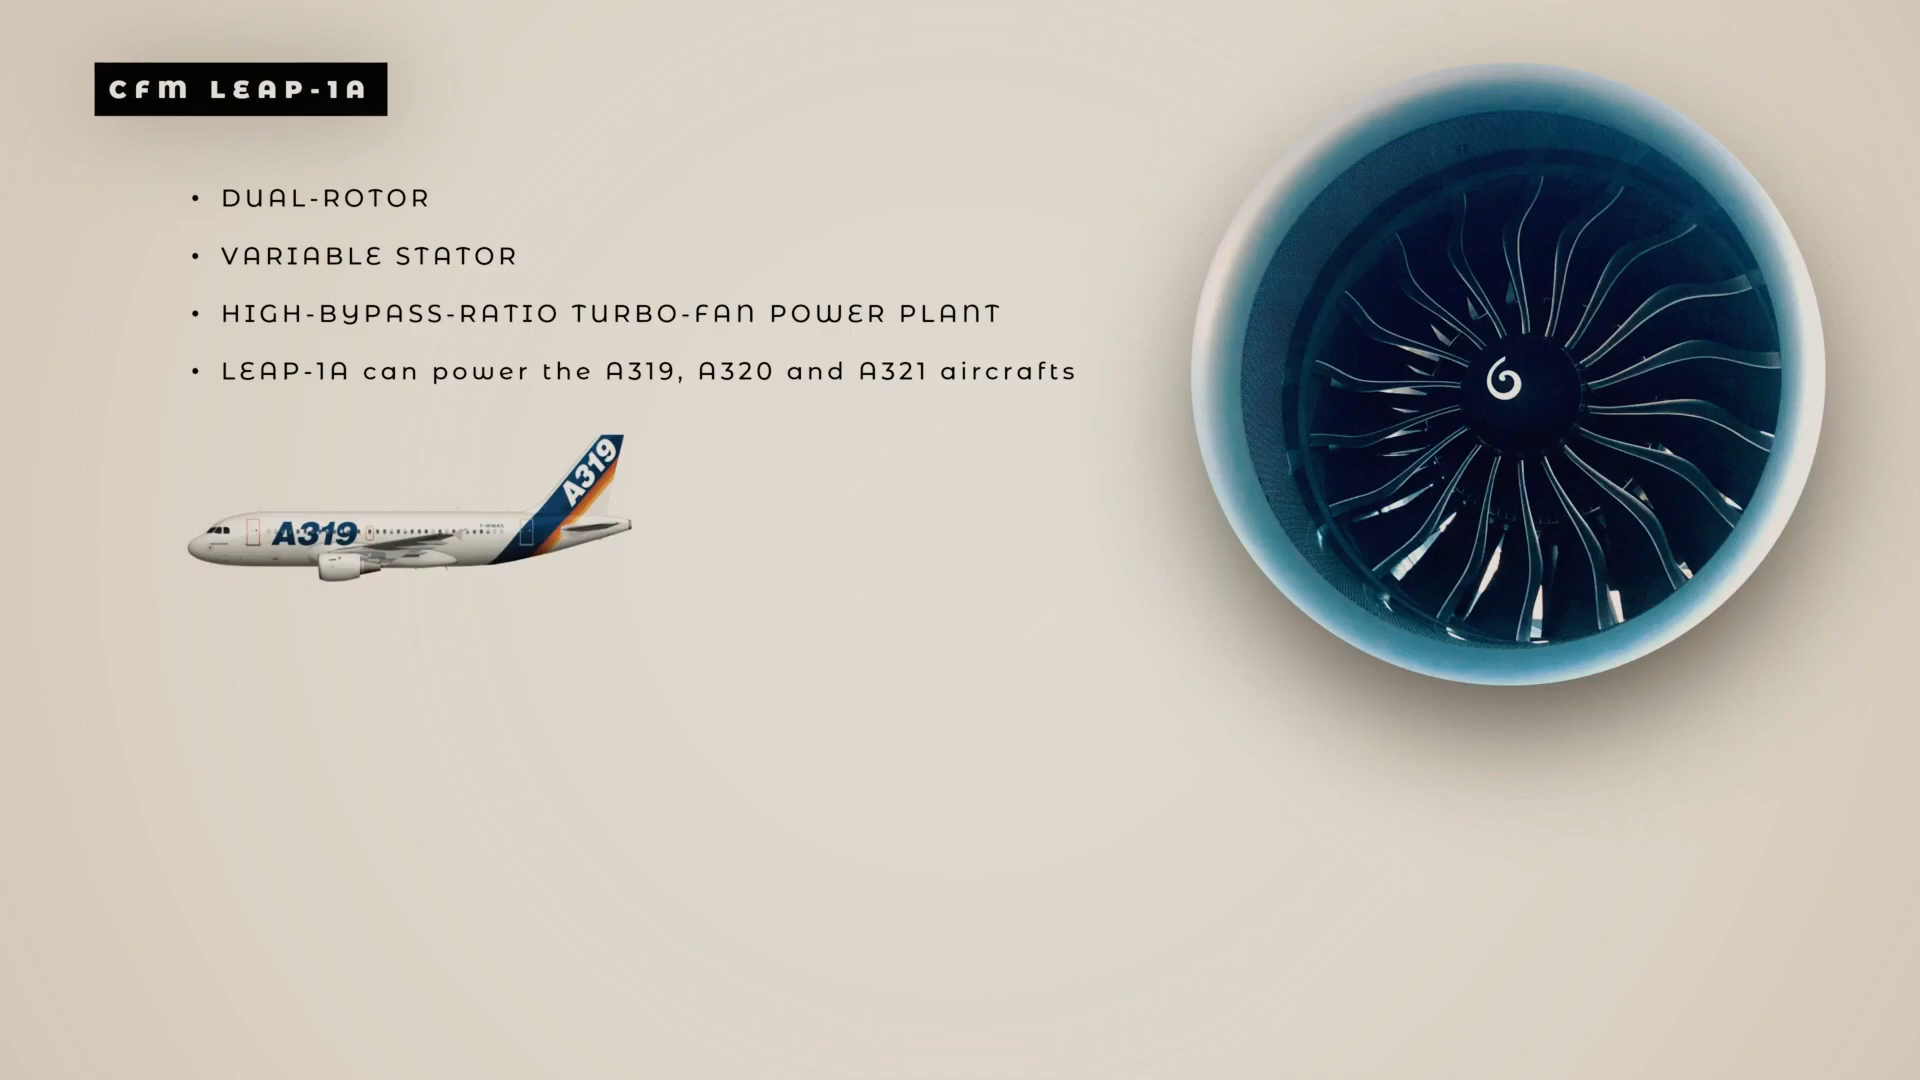 CFM LEAP-1A
• DUAL-ROTOR
• VARIABLE STATOR
• HIGH-BYPASS-RATIO TURBO-FAN POWER PLANT
• LEAP-1A can power the A319, A320 and A321 aircrafts
A319
A319